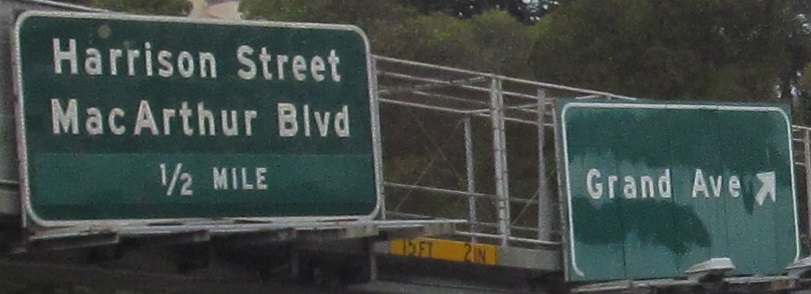 Harrison Street
MacArthur Blvd
1/2 MILE
Grand Ave ↗
15 FT 2 IN